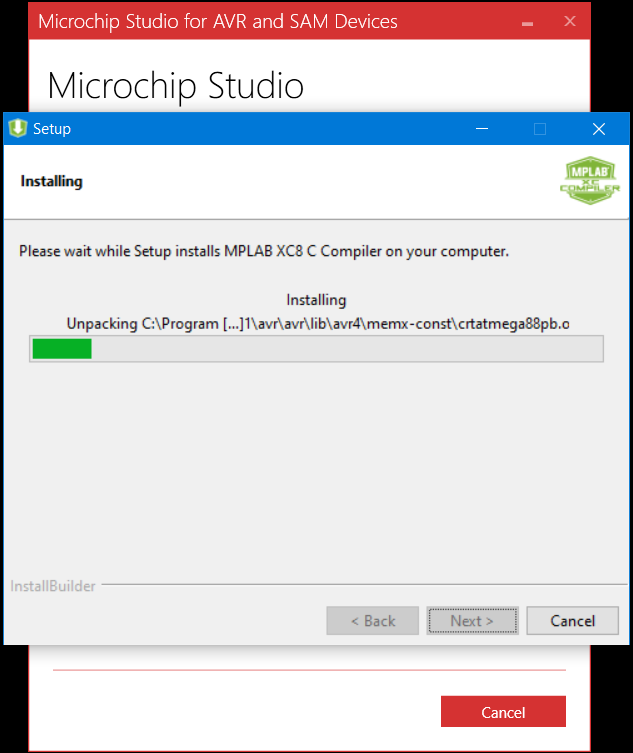 Microchip Studio for AVR and SAM Devices
Microchip Studio
Setup
Installing
MPLAB
XC
COMPILER
Please wait while Setup installs MPLAB XC8 C Compiler on your computer.
Installing
Unpacking C:\Program [...]1\avr\avr\lib\avr4\memx-const\crtatmega88pb.o
InstallBuilder
< Back
Next >
Cancel
Cancel